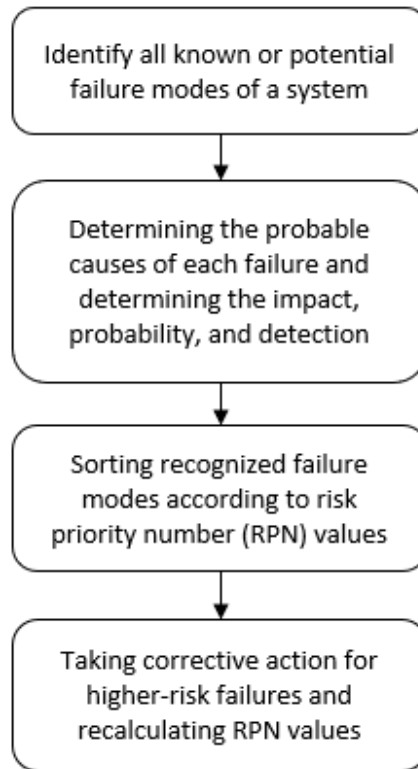 Identify all known or potential
failure modes of a system
Determining the probable
causes of each failure and
determining the impact,
probability, and detection
Sorting recognized failure
modes according to risk
priority number (RPN) values
Taking corrective action for
higher-risk failures and
recalculating RPN values